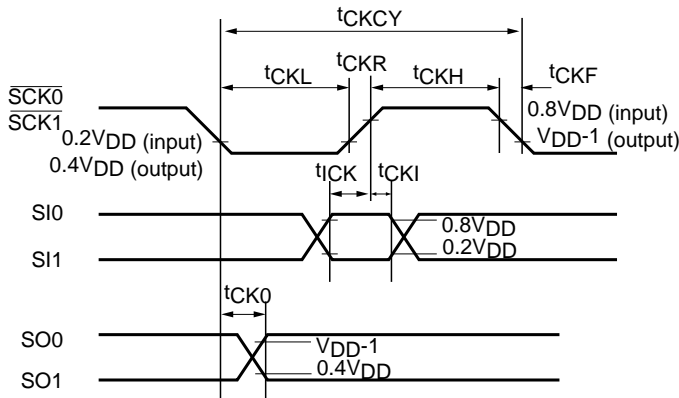 tCKCY
tCKR
tCKL
tCKH
tCKF
SCK0
SCK1
0.8VDD (input)
0.2VDD (input)
VDD-1 (output)
0.4VDD (output)
tICK
tCKI
SI0
0.8VDD
0.2VDD
SI1
tCK0
SO0
VDD-1
0.4VDD
SO1